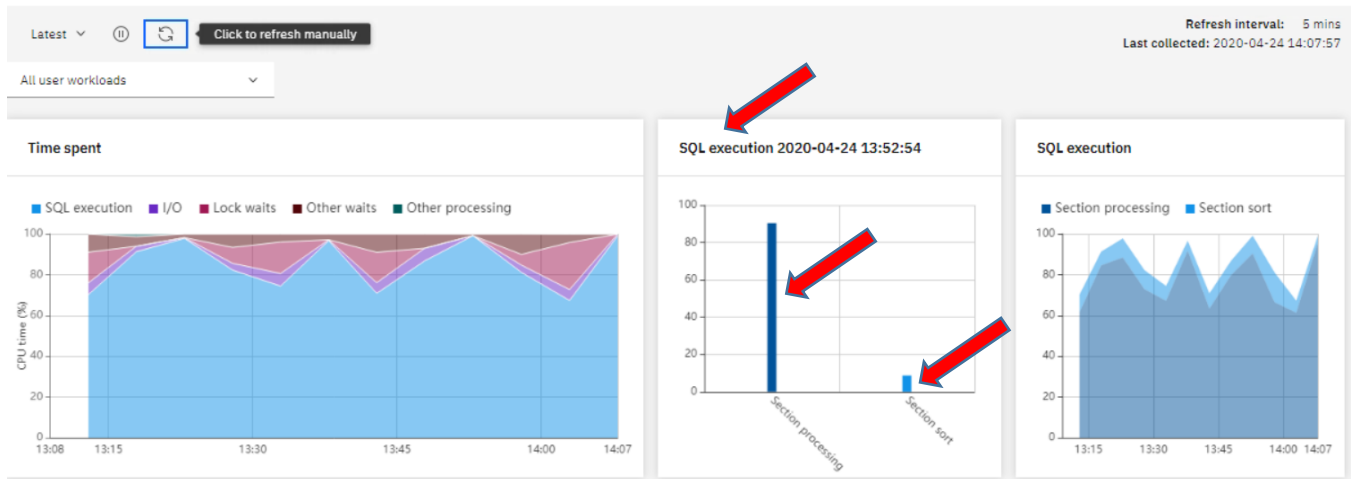 Latest
Click to refresh manually
Refresh interval: 5 mins
Last collected: 2020-04-24 14:07:57
All user workloads
Time spent
SQL execution I/O Lock waits Other waits Other processing
100
80
60
40
20
0
CPU time (%)
13:08 13:15 13:30 13:45 14:00 14:07
SQL execution 2020-04-24 13:52:54
100
80
60
40
20
0
Section processing
Section sort
SQL execution
Section processing Section sort
100
80
60
40
20
0
13:15 13:30 13:45 14:00 14:07